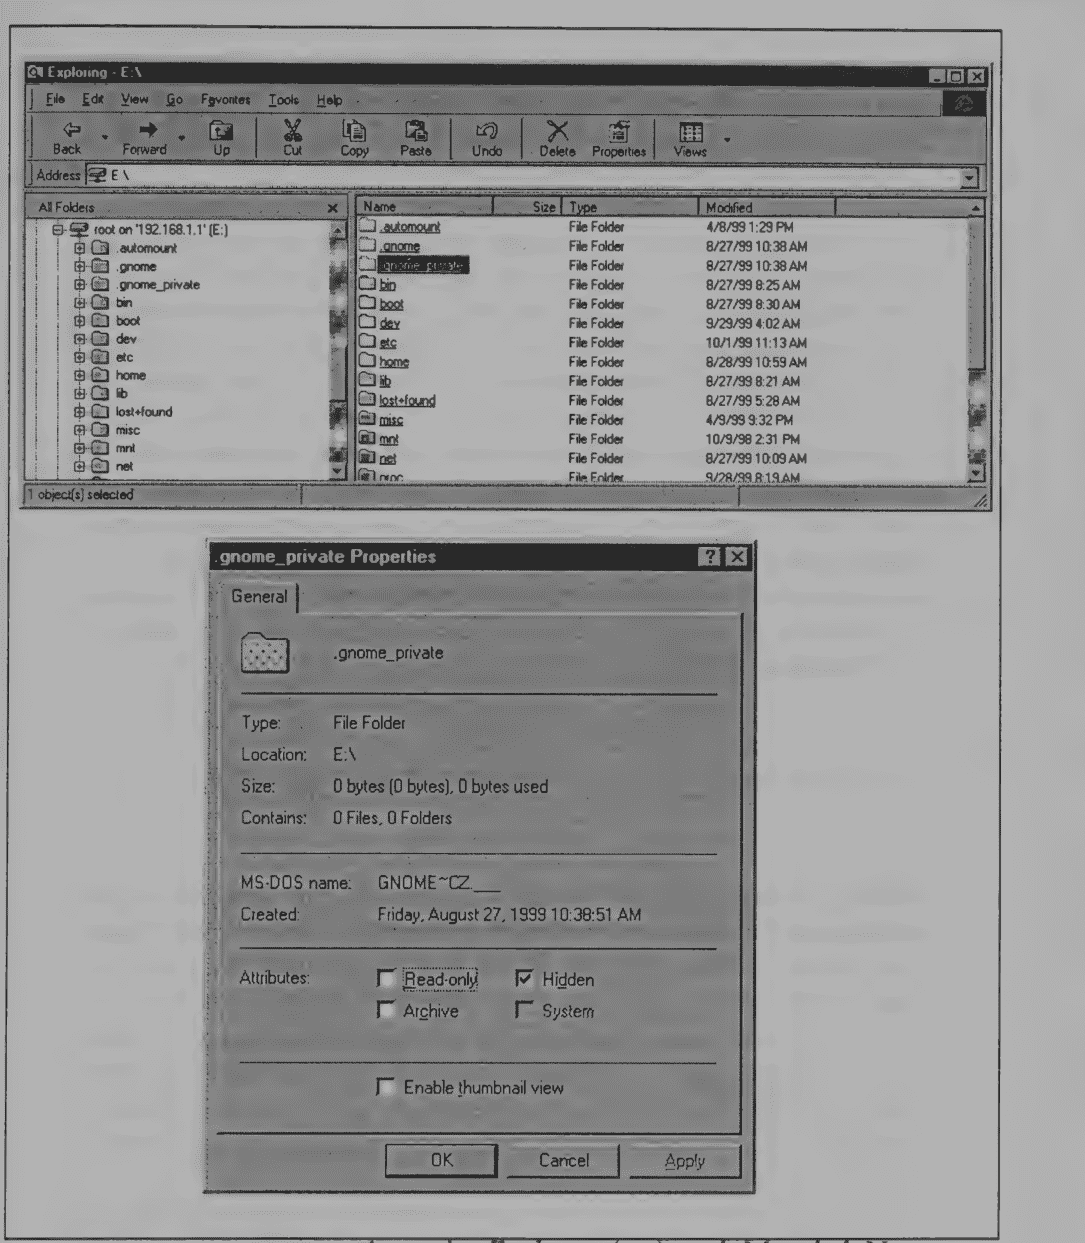 Exploring - E:\
File Edit View Go Favorites Tools Help
Back Forward Up Cut Copy Paste Undo Delete Properties Views
Address E:\
All Folders
root on '192.168.1.1' (E:)
.automount
.gnome
.gnome_private
bin
boot
dev
etc
home
lib
lost+found
misc
mnt
net
Name Size Type Modified
.automount File Folder 4/8/99 1:29 PM
.gnome File Folder 8/27/99 10:38 AM
.gnome_private File Folder 8/27/99 10:38 AM
bin File Folder 8/27/99 8:25 AM
boot File Folder 8/27/99 8:30 AM
dev File Folder 9/29/99 4:02 AM
etc File Folder 10/1/99 11:13 AM
home File Folder 8/28/99 10:59 AM
lib File Folder 8/27/99 8:21 AM
lost+found File Folder 8/27/99 5:28 AM
misc File Folder 4/9/99 9:32 PM
mnt File Folder 10/9/98 2:31 PM
net File Folder 8/27/99 10:09 AM
proc File Folder 9/28/99 8:19 AM
1 object(s) selected
.gnome_private Properties
General
.gnome_private
Type: File Folder
Location: E:\
Size: 0 bytes (0 bytes), 0 bytes used
Contains: 0 Files, 0 Folders
MS-DOS name: GNOME~CZ.___
Created: Friday, August 27, 1999 10:38:51 AM
Attributes: Read-only Hidden
Archive System
Enable thumbnail view
OK Cancel Apply